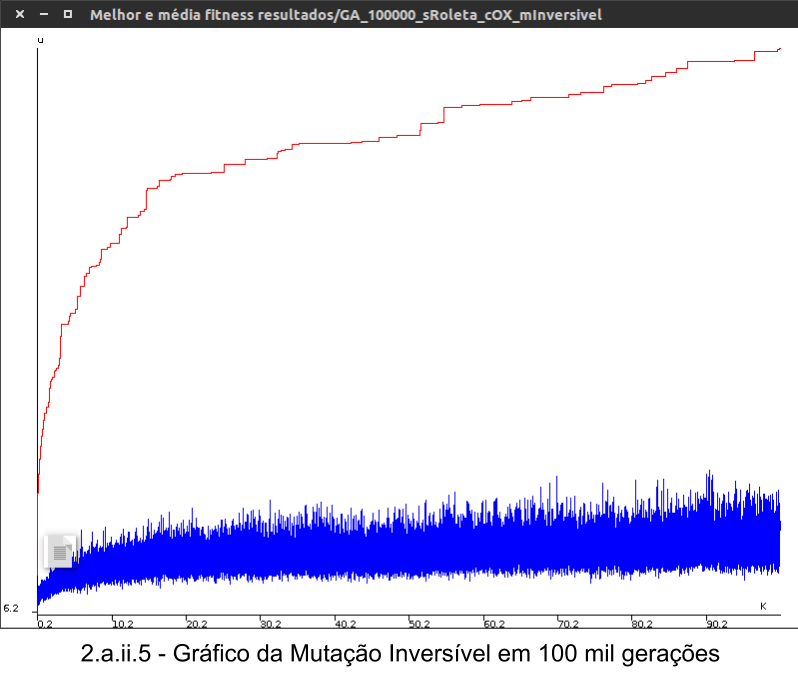 Melhor e média fitness resultados/GA_100000_sRoleta_cOX_mInversivel
u
6.2
K
0.2 10.2 20.2 30.2 40.2 50.2 60.2 70.2 80.2 90.2
2.a.ii.5 - Gráfico da Mutação Inversível em 100 mil gerações